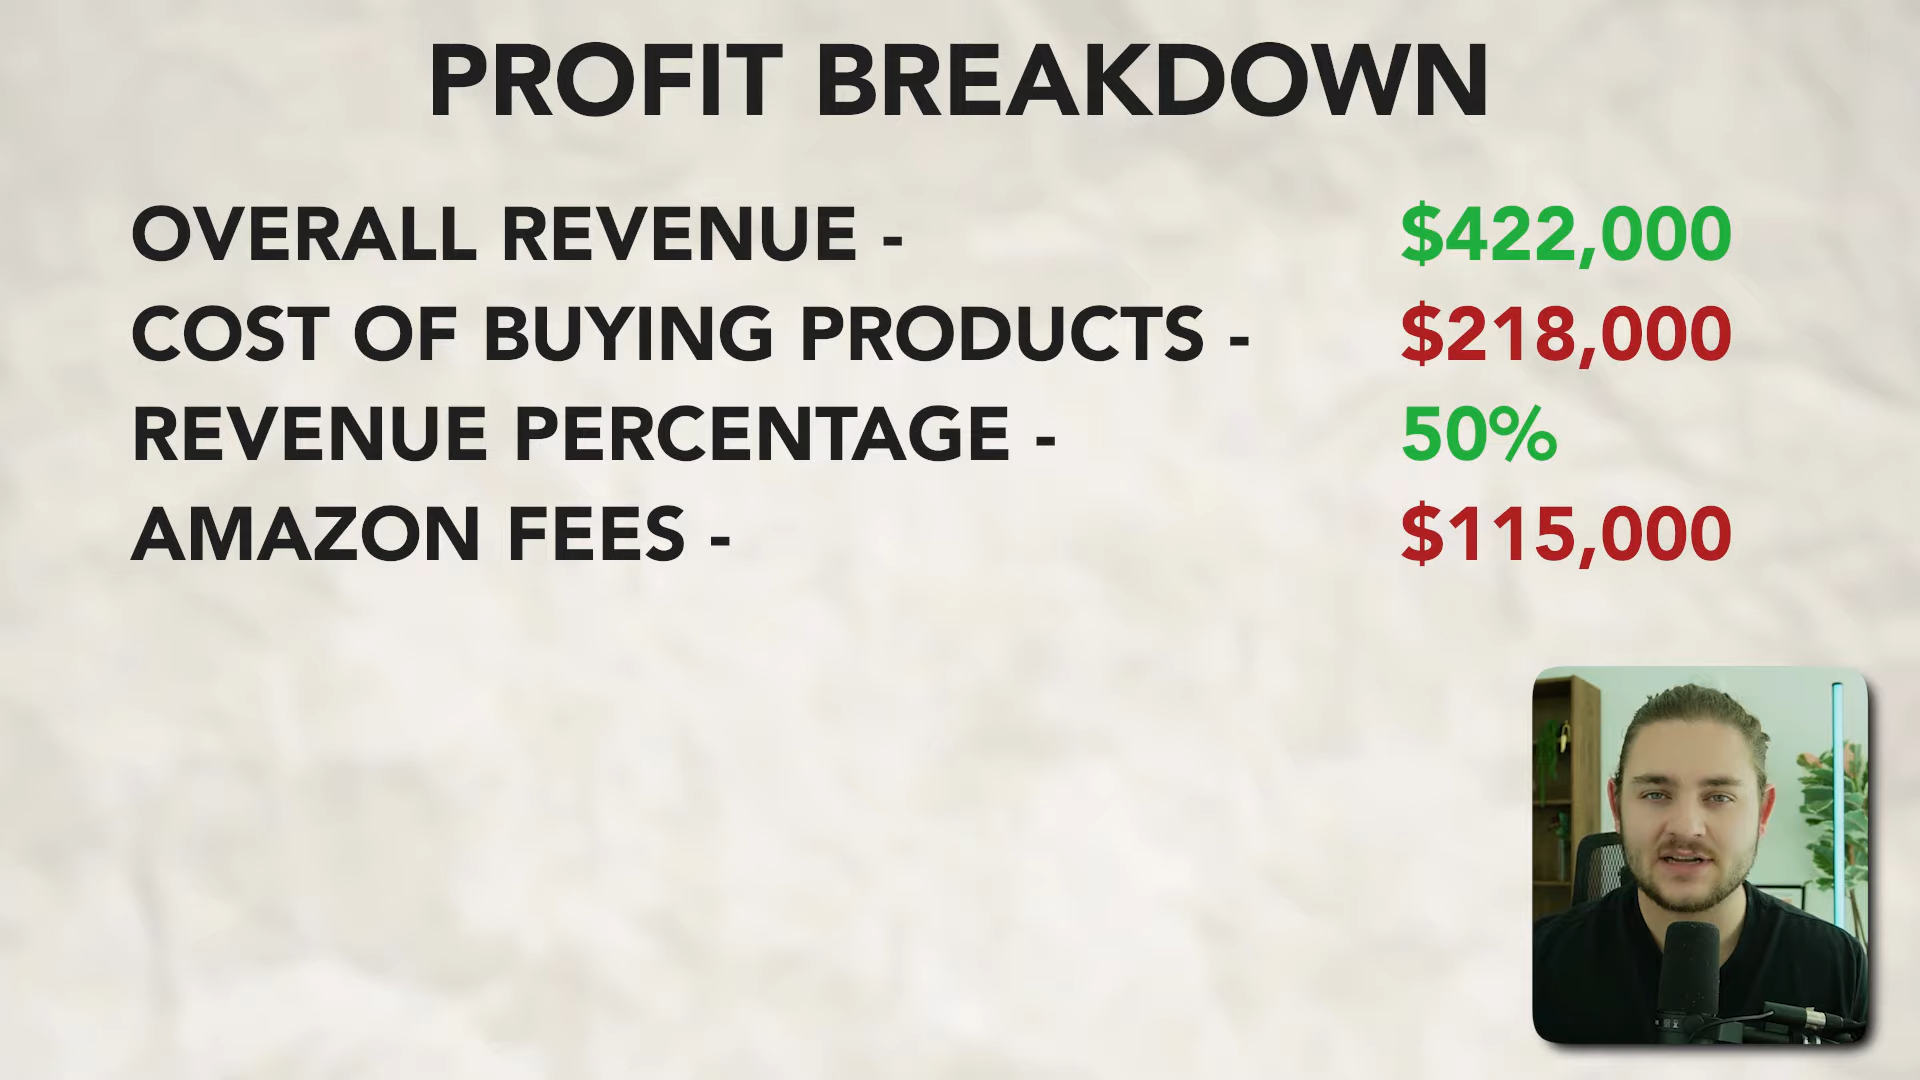 PROFIT BREAKDOWN
OVERALL REVENUE - $422,000
COST OF BUYING PRODUCTS - $218,000
REVENUE PERCENTAGE - 50%
AMAZON FEES - $115,000